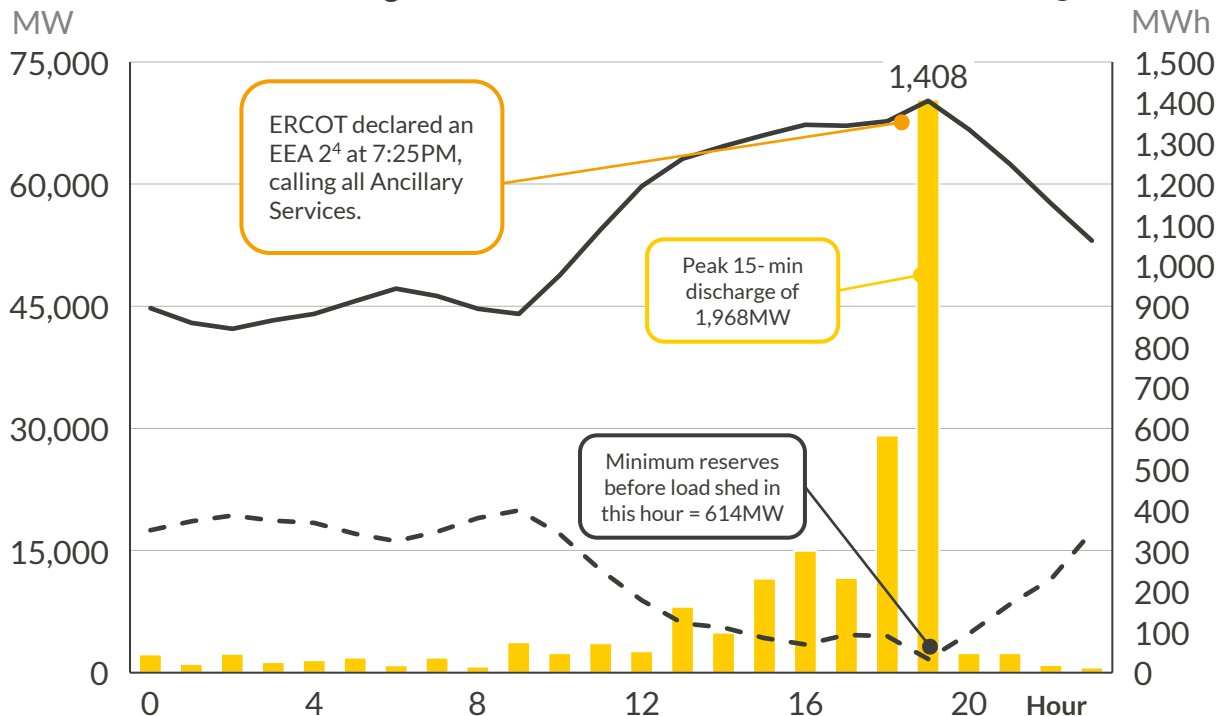 MW
MWh
75,000
60,000
45,000
30,000
15,000
0
1,500
1,400
1,300
1,200
1,100
1,000
900
800
700
600
500
400
300
200
100
0
1,408
ERCOT declared an
EEA 2⁴ at 7:25PM,
calling all Ancillary
Services.
Peak 15- min
discharge of
1,968MW
Minimum reserves
before load shed in
this hour = 614MW
0 4 8 12 16 20 Hour